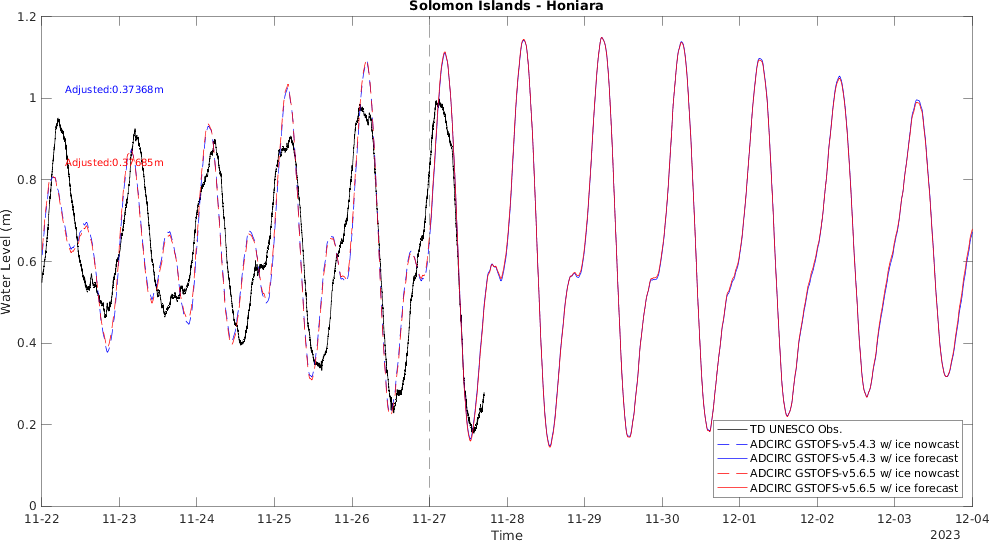 Solomon Islands - Honiara
1.2
1
0.8
0.6
0.4
0.2
0
Water Level (m)
Adjusted:0.37368m
Adjusted:0.37685m
TD UNESCO Obs.
ADCIRC GSTOFS-v5.4.3 w/ ice nowcast
ADCIRC GSTOFS-v5.4.3 w/ ice forecast
ADCIRC GSTOFS-v5.6.5 w/ ice nowcast
ADCIRC GSTOFS-v5.6.5 w/ ice forecast
11-22 11-23 11-24 11-25 11-26 11-27 11-28 11-29 11-30 12-01 12-02 12-03 12-04
Time
2023